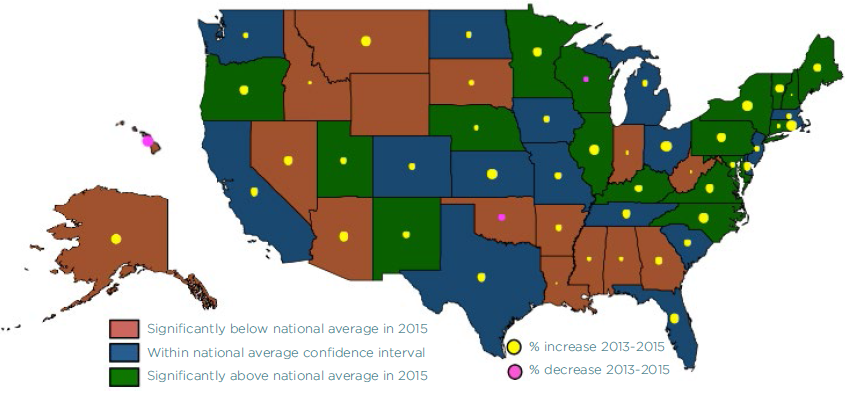 Significantly below national average in 2015
Within national average confidence interval
Significantly above national average in 2015
% increase 2013-2015
% decrease 2013-2015